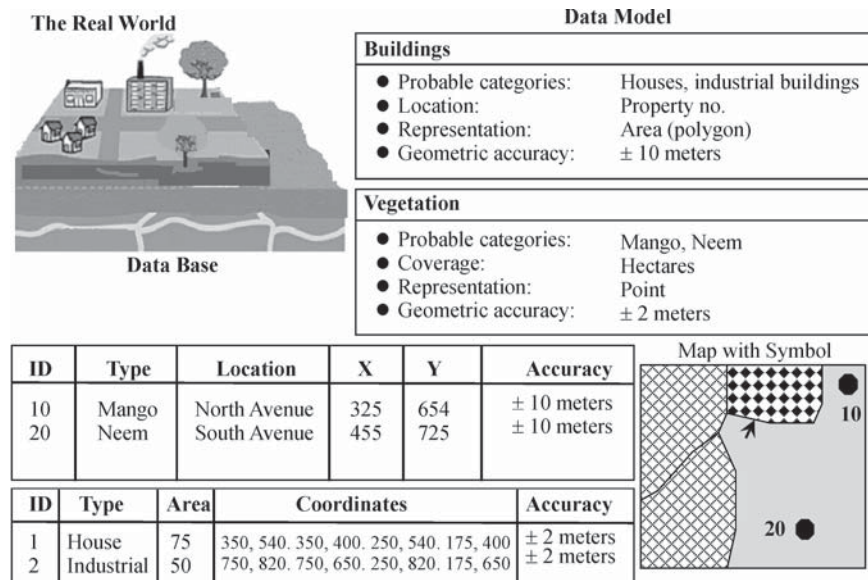 The Real World
Data Base
Data Model
Buildings
● Probable categories: Houses, industrial buildings
● Location: Property no.
● Representation: Area (polygon)
● Geometric accuracy: ± 10 meters
Vegetation
● Probable categories: Mango, Neem
● Coverage: Hectares
● Representation: Point
● Geometric accuracy: ± 2 meters
ID Type Location X Y Accuracy
10 Mango North Avenue 325 654 ± 10 meters
20 Neem South Avenue 455 725 ± 10 meters
ID Type Area Coordinates Accuracy
1 House 75 350, 540. 350, 400. 250, 540. 175, 400 ± 2 meters
2 Industrial 50 750, 820. 750, 650. 250, 820. 175, 650 ± 2 meters
Map with Symbol
10
20